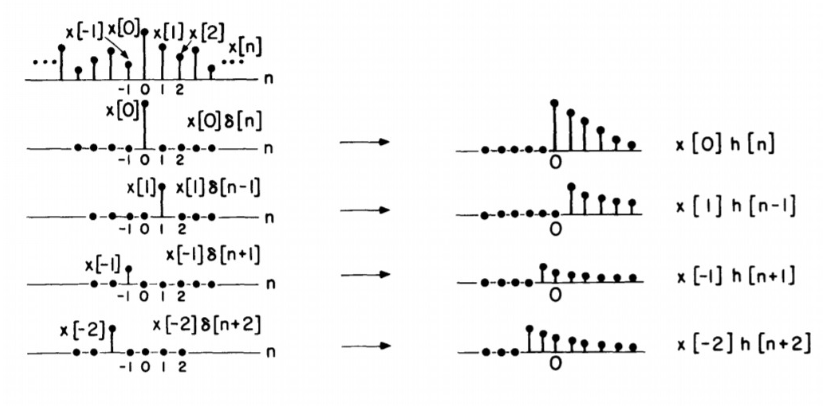 x[-1] x[0] x[1] x[2] x[n]
... ...
-1 0 1 2 n
x[0] x[0]δ[n]
-1 0 1 2 n
0
x[0]h[n]
x[1] x[1]δ[n-1]
-1 0 1 2 n
0
x[1]h[n-1]
x[-1] x[-1]δ[n+1]
-1 0 1 2 n
0
x[-1]h[n+1]
x[-2] x[-2]δ[n+2]
-1 0 1 2 n
0
x[-2]h[n+2]